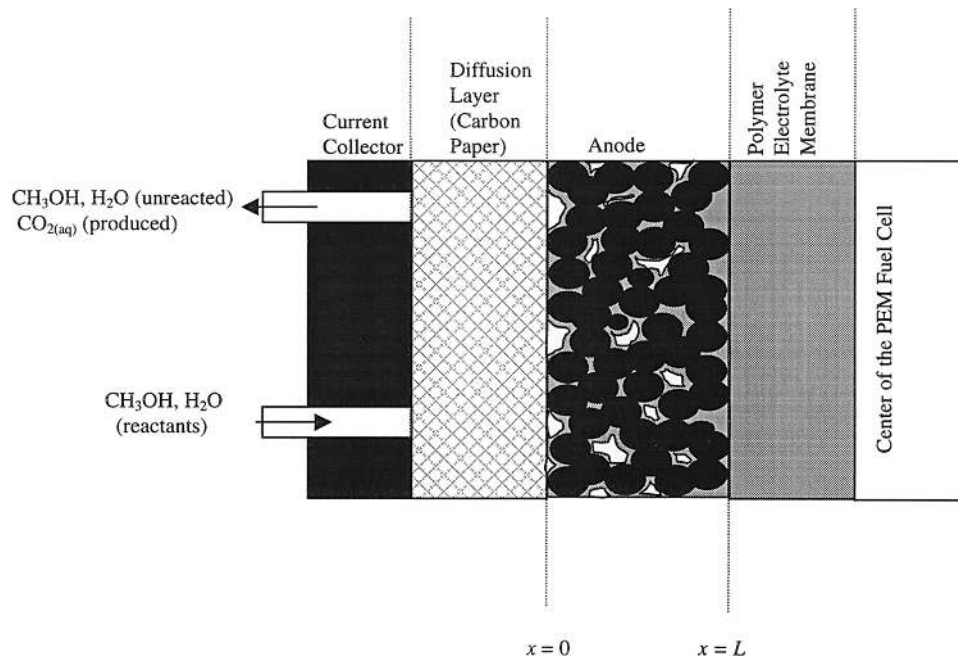 Diffusion
Layer
(Carbon
Paper)
Current
Collector
Anode
Polymer
Electrolyte
Membrane
CH₃OH, H₂O (unreacted)
CO₂₍aq₎ (produced)
CH₃OH, H₂O
(reactants)
Center of the PEM Fuel Cell
x = 0
x = L